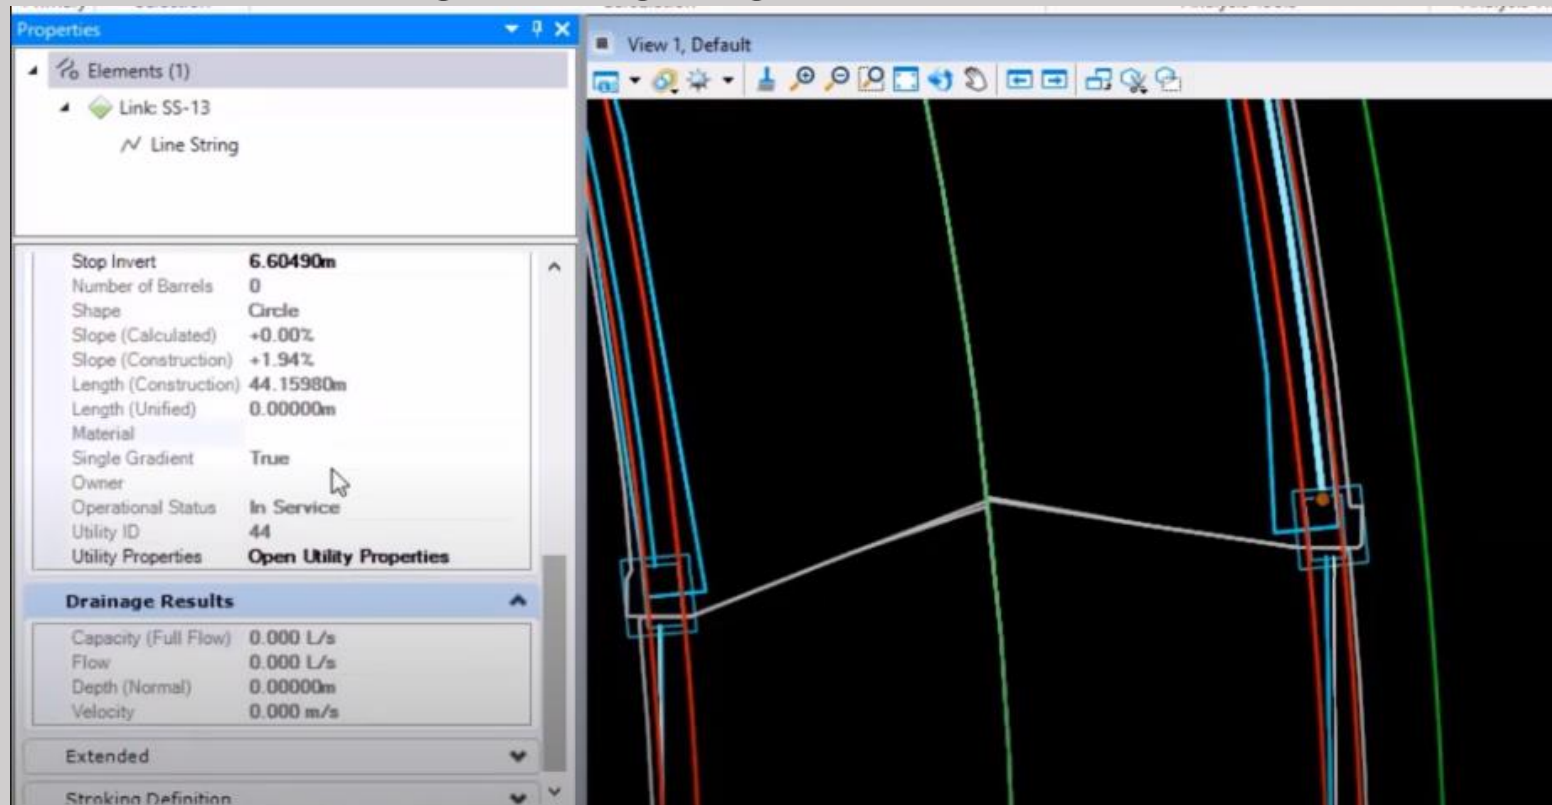 Properties
View 1, Default
Elements (1)
Link: SS-13
Line String
Stop Invert 6.60490m
Number of Barrels 0
Shape Circle
Slope (Calculated) +0.00%
Slope (Construction) +1.94%
Length (Construction) 44.15980m
Length (Unified) 0.00000m
Material
Single Gradient True
Owner
Operational Status In Service
Utility ID 44
Utility Properties Open Utility Properties
Drainage Results
Capacity (Full Flow) 0.000 L/s
Flow 0.000 L/s
Depth (Normal) 0.00000m
Velocity 0.000 m/s
Extended
Stroking Definition